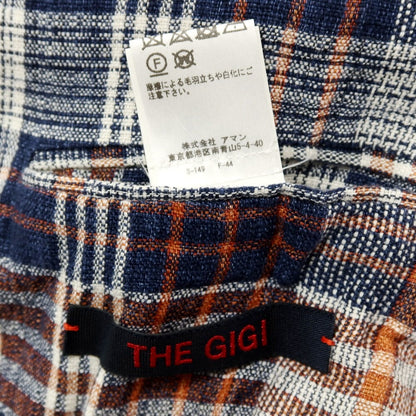 F
摩擦による毛羽立ちや白化にご
注意下さい。
株式会社 アマン
東京都港区南青山5-4-40
S-149 F-44
THE GIGI